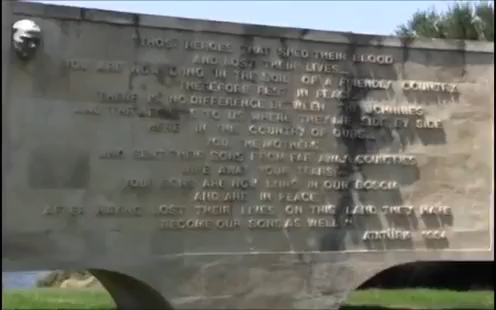 THOSE HEROES THAT SHED THEIR BLOOD
AND LOST THEIR LIVES...
YOU ARE NOW LYING IN THE SOIL OF A FRIENDLY COUNTRY
THEREFORE REST IN PEACE
THERE IS NO DIFFERENCE BETWEEN THE JOHNNIES
AND THE TO US WHERE THEY LIE SIDE BY SIDE
HERE IN THE COUNTRY OF OURS...
YOU THE MOTHERS
WHO SENT THEIR SONS FROM FAR AWAY COUNTRIES
WIPE AWAY YOUR TEARS
YOUR SONS ARE NOW LYING IN OUR BOSOM
AND ARE IN PEACE
AFTER HAVING LOST THEIR LIVES ON THIS LAND THEY HAVE
BECOME OUR SONS AS WELL"
ATATÜRK 1934